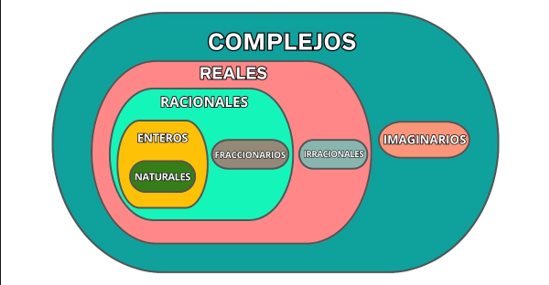 COMPLEJOS
REALES
RACIONALES
ENTEROS
NATURALES
FRACCIONARIOS
IRRACIONALES
IMAGINARIOS